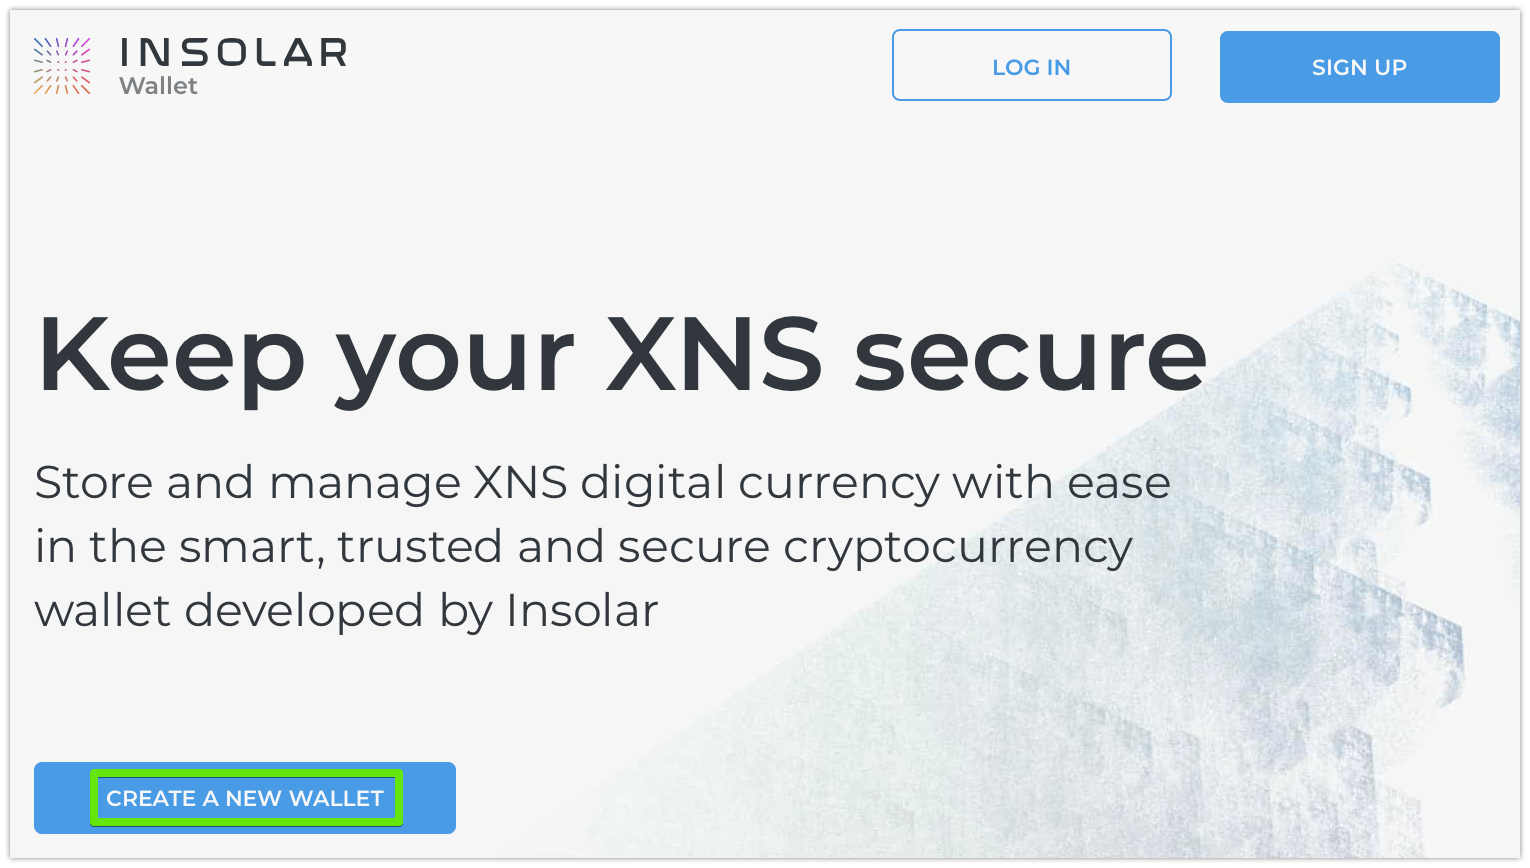 INSOLAR
Wallet
LOG IN
SIGN UP
Keep your XNS secure
Store and manage XNS digital currency with ease
in the smart, trusted and secure cryptocurrency
wallet developed by Insolar
CREATE A NEW WALLET